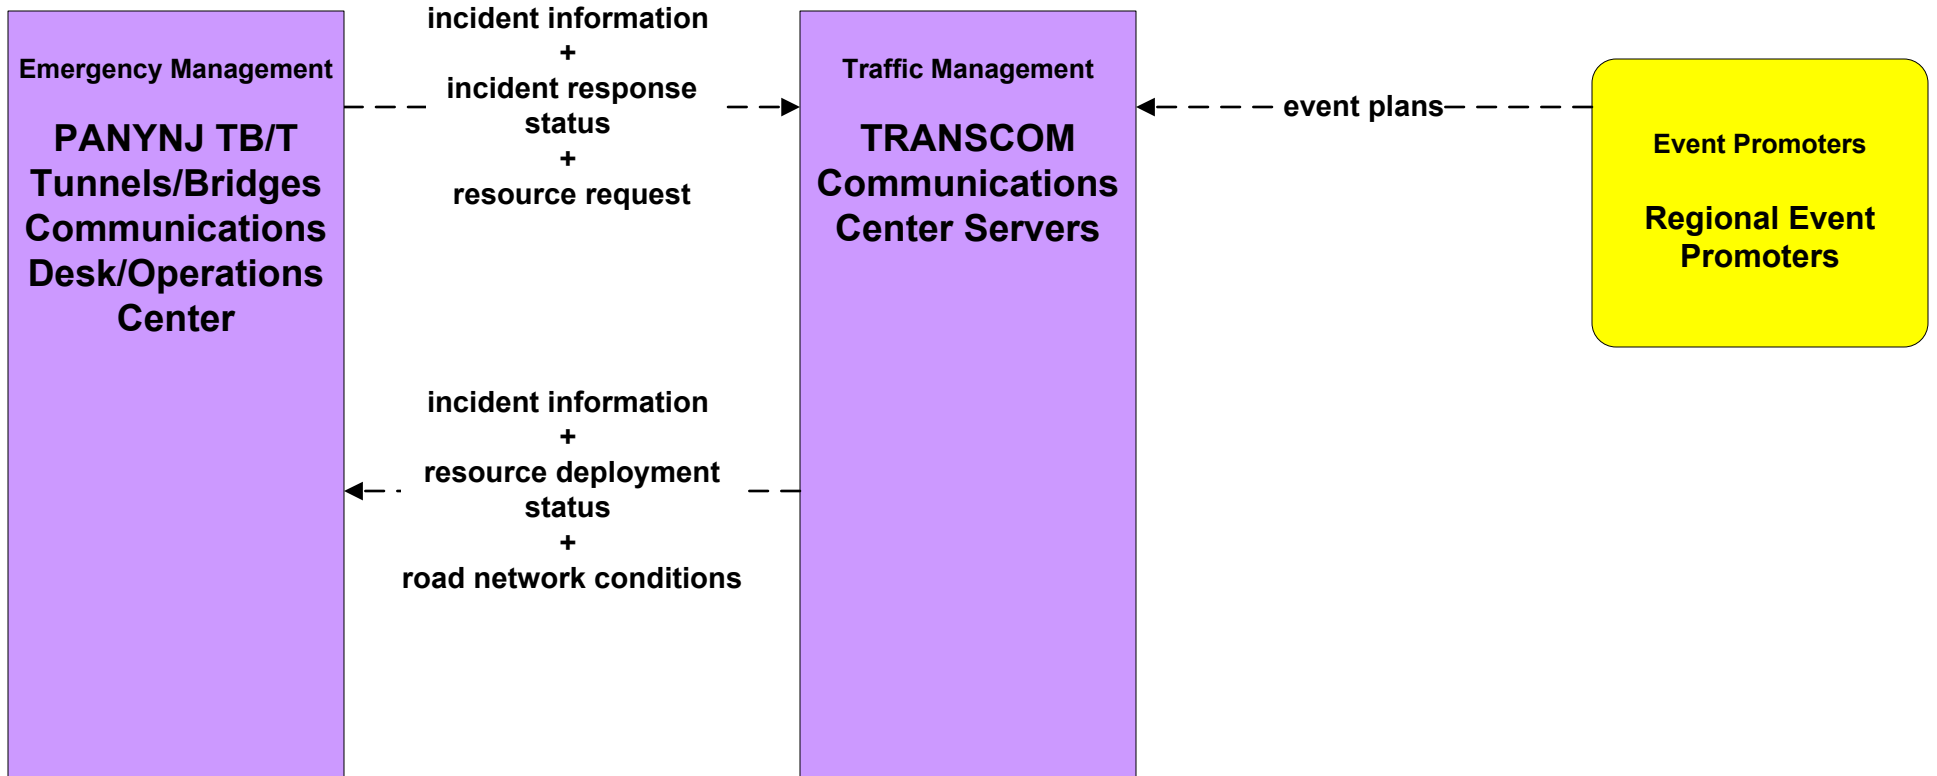 Emergency Management
PANYNJ TB/T
Tunnels/Bridges
Communications
Desk/Operations
Center
incident information
+
incident response
status
+
resource request
incident information
+
resource deployment
status
+
road network conditions
Traffic Management
TRANSCOM
Communications
Center Servers
event plans
Event Promoters
Regional Event
Promoters